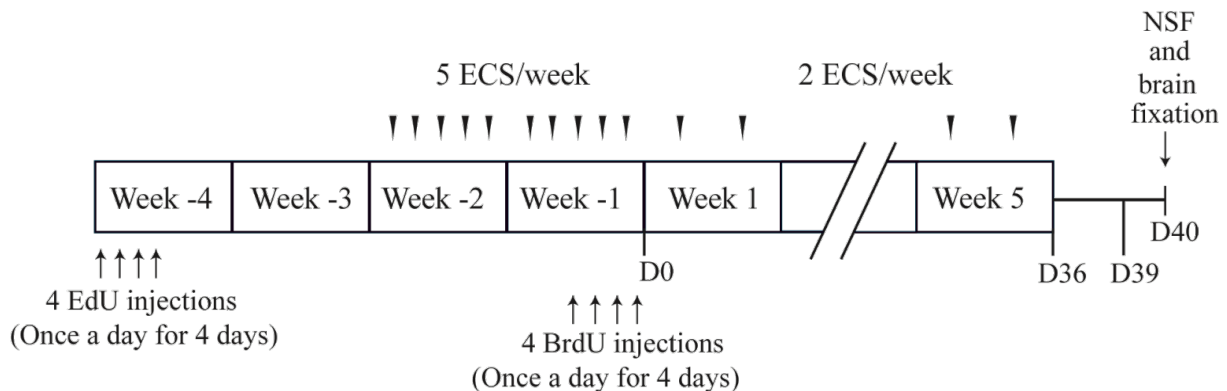 NSF
and
brain
fixation
5 ECS/week
2 ECS/week
Week -4
Week -3
Week -2
Week -1
Week 1
Week 5
D0
D36
D39
D40
4 EdU injections
(Once a day for 4 days)
4 BrdU injections
(Once a day for 4 days)